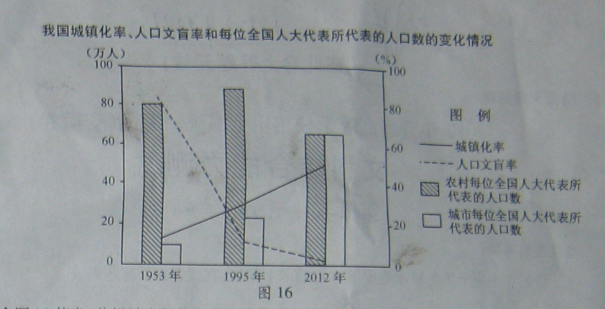 我国城镇化率、人口文盲率和每位全国人大代表所代表的人口数的变化情况
(万人) (%)
100 100
80 80
60 60
40 40
20 20
0 0
1953年 1995年 2012年
图 例
城镇化率
人口文盲率
农村每位全国人大代表所
代表的人口数
城市每位全国人大代表所
代表的人口数
图 16